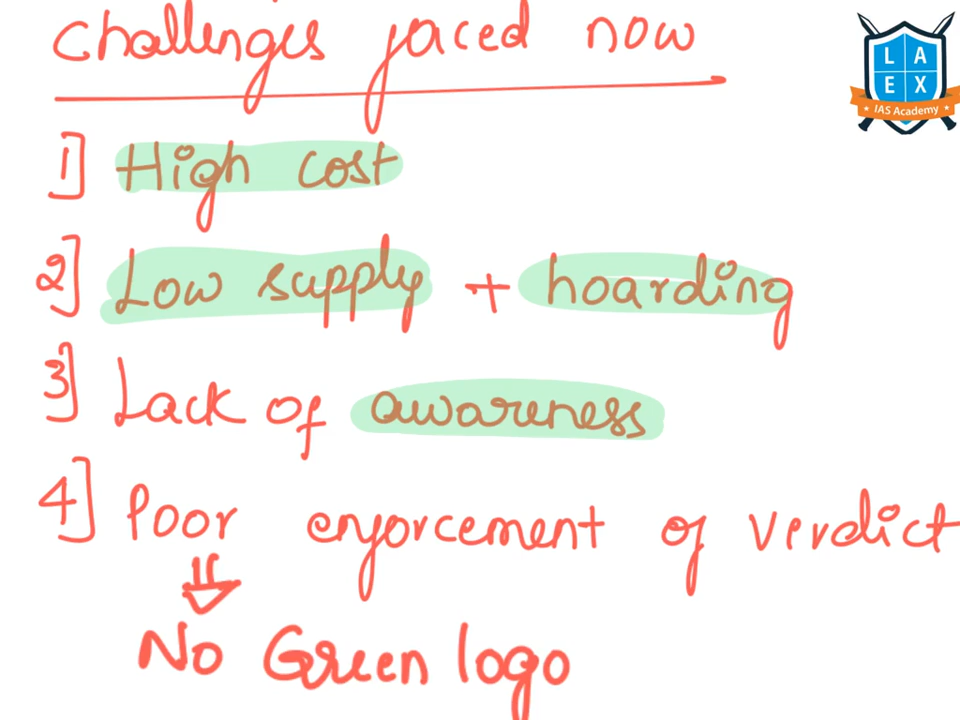 challenges faced now
L A
E X
IAS Academy
1] High cost
2] Low supply + hoarding
3] Lack of awareness
4] Poor enforcement of verdict
No Green logo